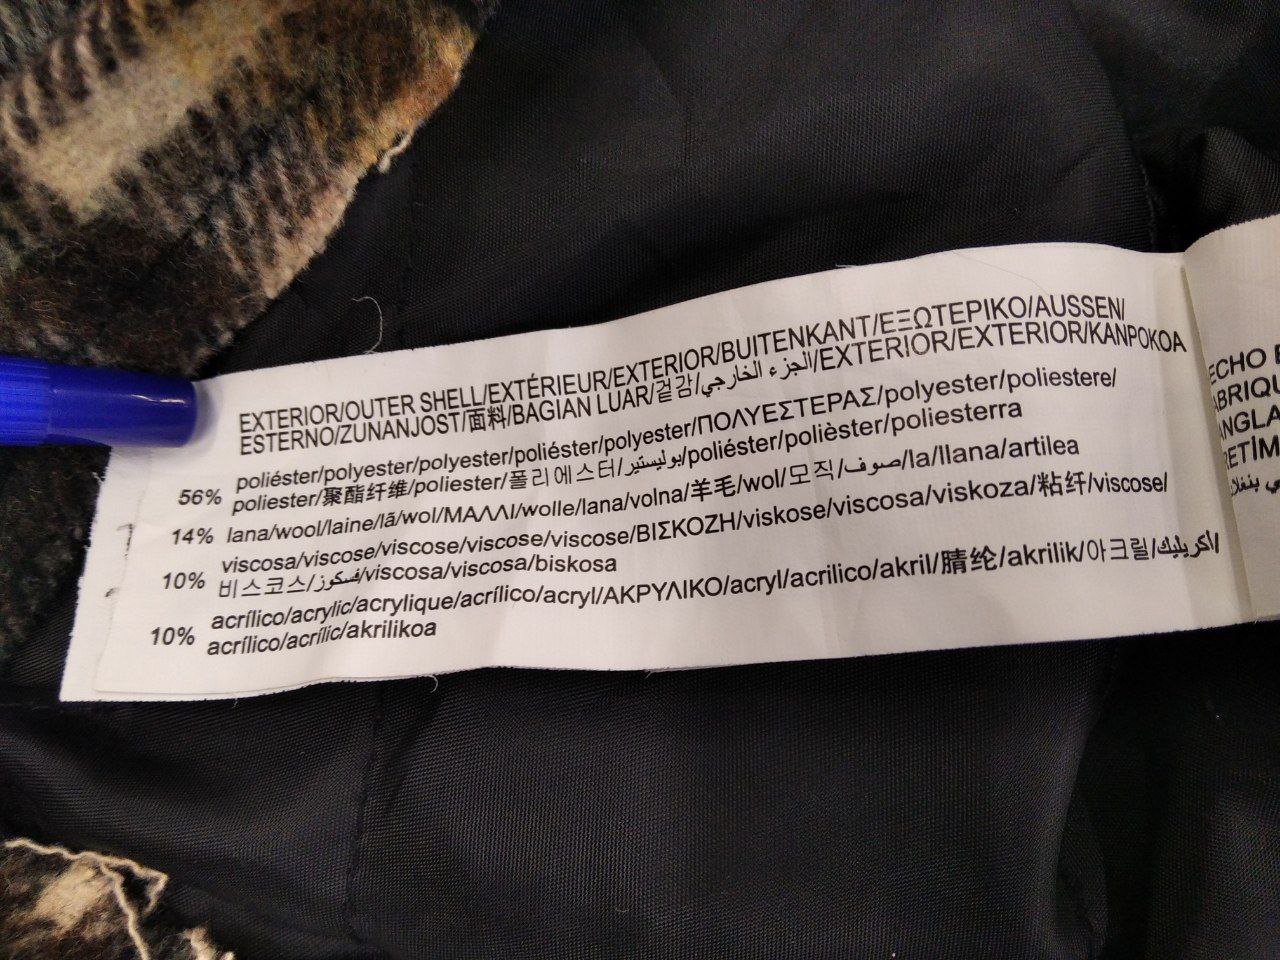 EXTERIOR/OUTER SHELL/EXTÉRIEUR/EXTERIOR/BUITENKANT/ΕΞΩΤΕΡΙΚΟ/AUSSEN/
ESTERNO/ZUNANJOST/面料/BAGIAN LUAR/겉감/الجزء الخارجي/EXTERIOR/EXTERIOR/KANPOKOA
56% poliéster/polyester/polyester/poliéster/polyester/ΠΟΛΥΕΣΤΕΡΑΣ/polyester/poliestere/
poliester/聚酯纤维/poliester/폴리에스터/بوليستير/poliéster/polièster/poliesterra
14% lana/wool/laine/lã/wol/ΜΑΛΛΙ/wolle/lana/volna/羊毛/wol/모직/صوف/la/llana/artilea
10% viscosa/viscose/viscose/viscose/viscose/ΒΙΣΚΟΖΗ/viskose/viscosa/viskoza/粘纤/viscose/
비스코스/فسكوز/viscosa/viscosa/biskosa
10% acrílico/acrylic/acrylique/acrílico/acryl/ΑΚΡΥΛΙΚΟ/acryl/acrilico/akril/腈纶/akrilik/아크릴/اكريليك/
acrílico/acrílic/akrilikoa
ECHO